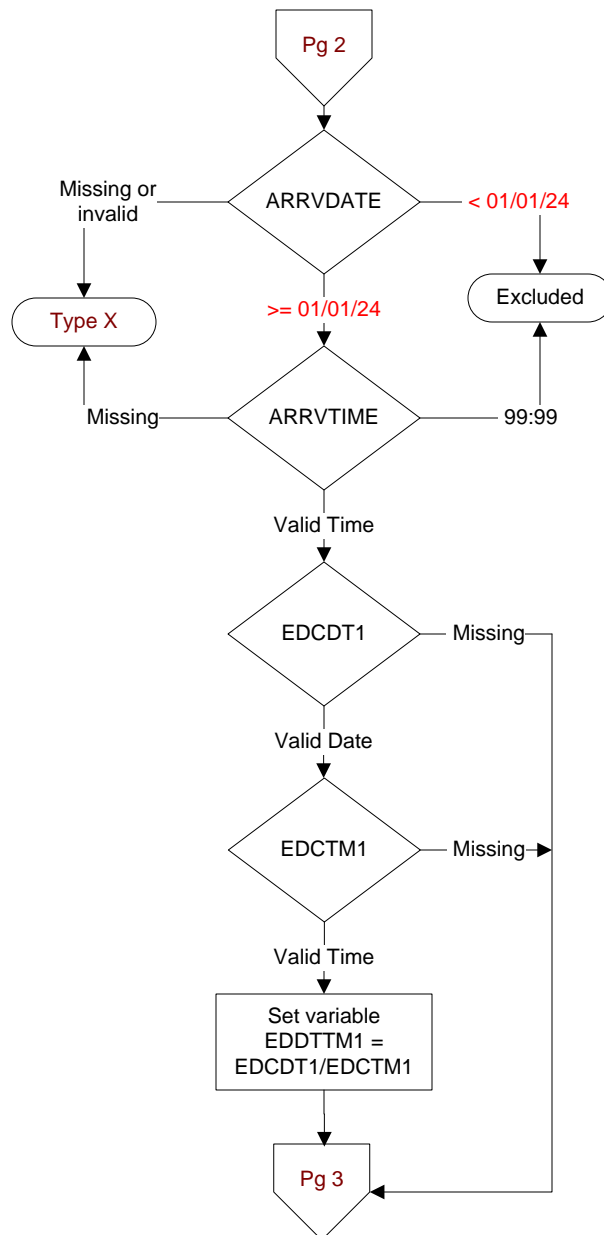 Pg 2
ARRVDATE
Missing or
invalid
< 01/01/24
Type X
>= 01/01/24
Excluded
Missing
ARRVTIME
99:99
Valid Time
EDCDT1
Missing
Valid Date
EDCTM1
Missing
Valid Time
Set variable
EDDTTM1 =
EDCDT1/EDCTM1
Pg 3